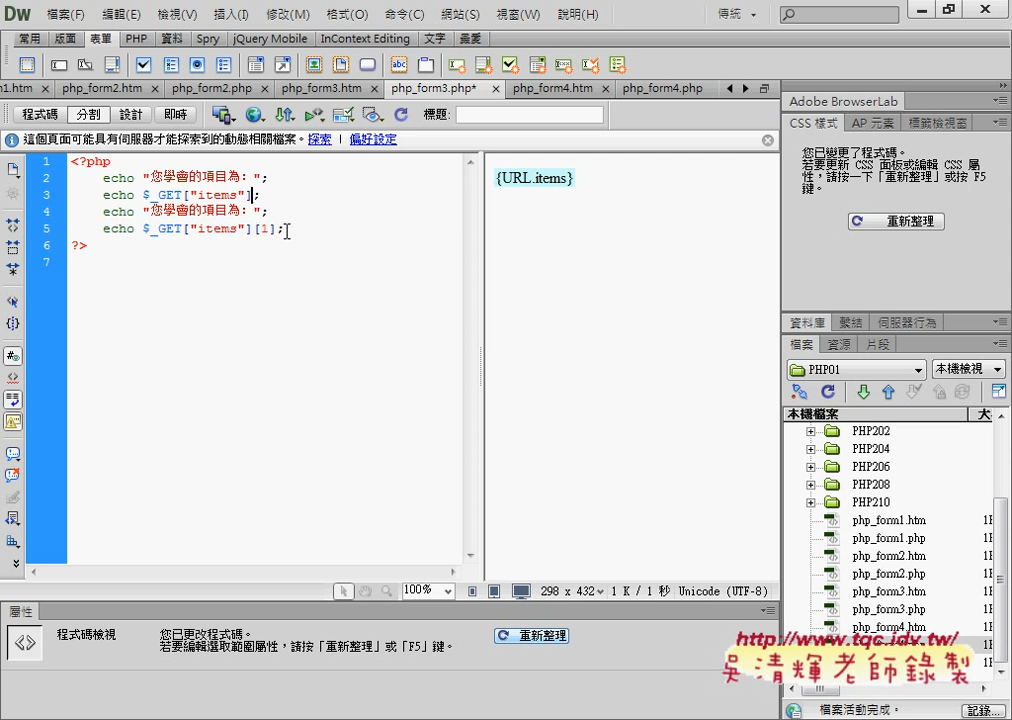 Dw 檔案(F) 編輯(E) 檢視(V) 插入(I) 修改(M) 格式(O) 命令(C) 網站(S) 視窗(W) 說明(H) 傳統
常用 版面 表單 PHP 資料 Spry jQuery Mobile InContext Editing 文字 最愛
n1.htm × php_form2.htm × php_form2.php × php_form3.htm × php_form3.php* × php_form4.htm × php_form4.php
程式碼 分割 設計 即時 標題:
這個頁面可能具有伺服器才能探索到的動態相關檔案。 探索 | 偏好設定
1 <?php
2 echo "您學會的項目為: ";
3 echo $_GET["items"];
4 echo "您學會的項目為: ";
5 echo $_GET["items"][1];
6 ?>
7
{URL.items}
100% 298 x 432 1 K / 1 秒 Unicode (UTF-8)
屬性
程式碼檢視 您已更改程式碼。
若要編輯選取範圍屬性，請按「重新整理」或「F5」鍵。
重新整理
Adobe BrowserLab
CSS 樣式 AP 元素 標籤檢視窗
您已變更了程式碼。
若要更新 CSS 面板或編輯 CSS 屬
性，請按一下「重新整理」或按 F5
鍵。
重新整理
資料庫 繫結 伺服器行為
檔案 資源 片段
PHP01 本機檢視
本機檔案 大
PHP202
PHP204
PHP206
PHP208
PHP210
php_form1.htm
php_form1.php
php_form2.htm
php_form2.php
php_form3.htm
php_form3.php
php_form4.htm
http://www.tqc.idv.tw/
吳清輝老師錄製
檔案活動完成。 記錄...